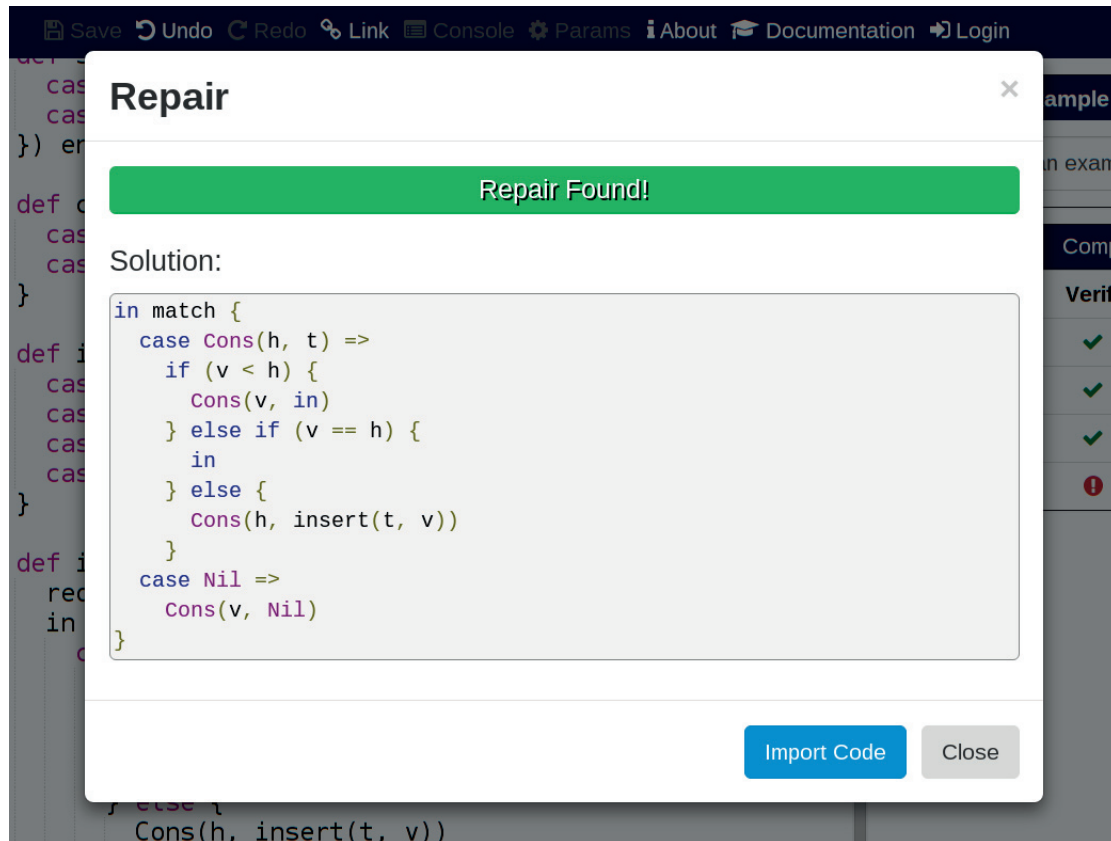 Save Undo Redo Link Console Params About Documentation Login
cas
cas
}) er
def c
cas
cas
}
def i
cas
cas
cas
cas
}
def i
rec
in
c
Repair ×
Repair Found!
Solution:
in match {
case Cons(h, t) =>
if (v < h) {
Cons(v, in)
} else if (v == h) {
in
} else {
Cons(h, insert(t, v))
}
case Nil =>
Cons(v, Nil)
}
Import Code Close
} else {
Cons(h, insert(t, v))
ample
n exam
Comp
Verif